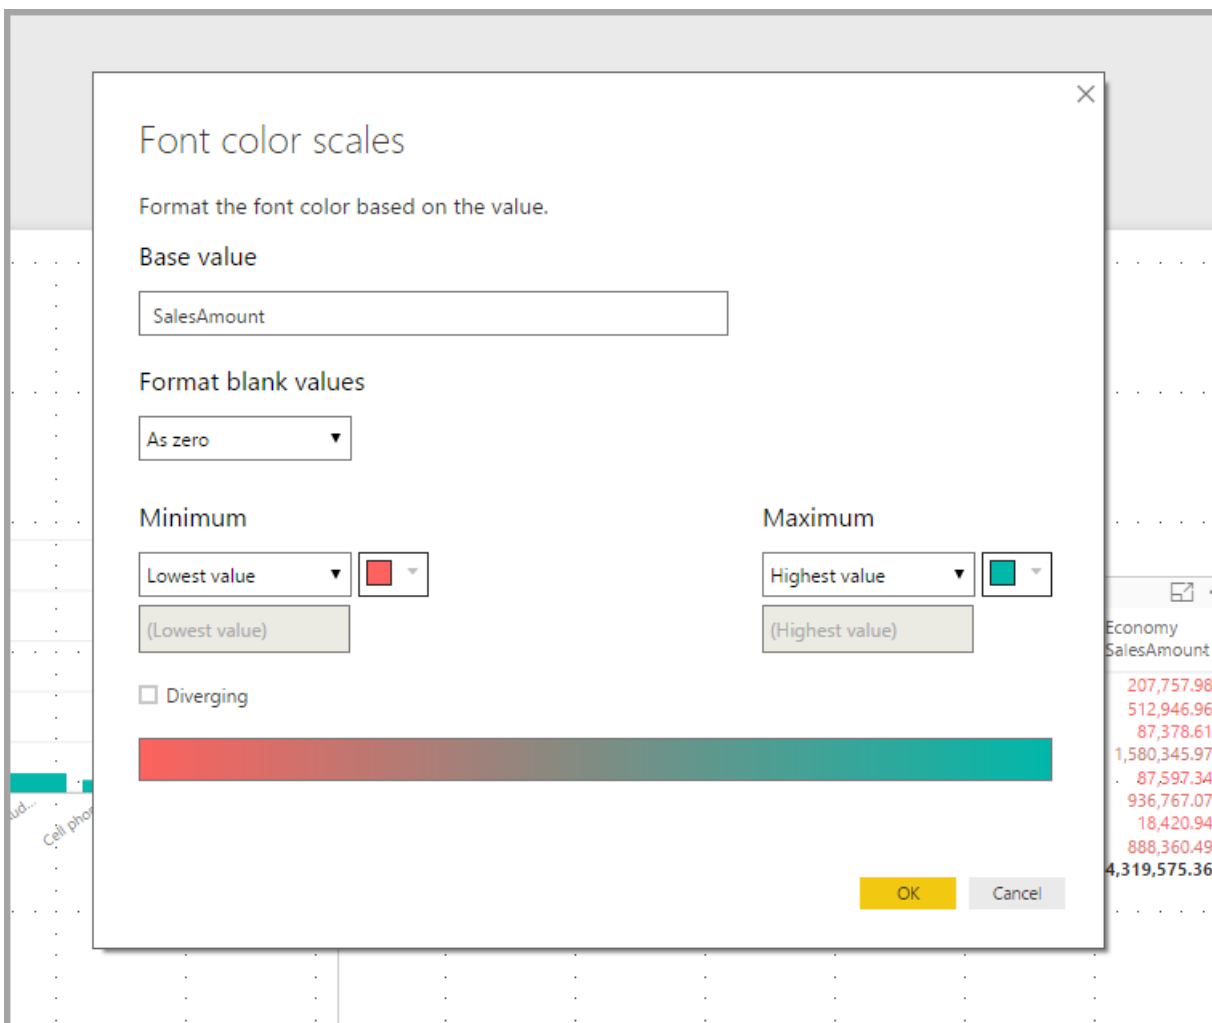 Font color scales
Format the font color based on the value.
Base value
SalesAmount
Format blank values
As zero
Minimum
Maximum
Lowest value
Highest value
(Lowest value)
(Highest value)
Diverging
OK
Cancel
Economy
SalesAmount
207,757.98
512,946.96
87,378.61
1,580,345.97
87,597.34
936,767.07
18,420.94
888,360.49
4,319,575.36
ud...
Cell phor